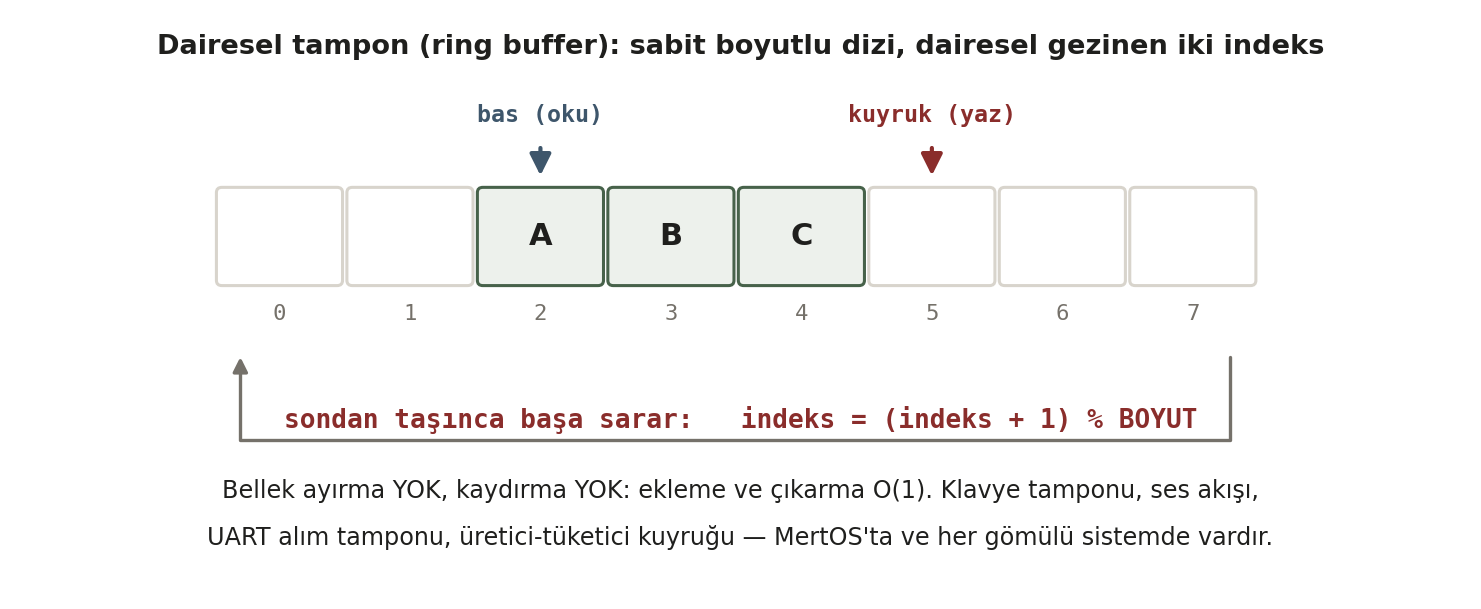 Dairesel tampon (ring buffer): sabit boyutlu dizi, dairesel gezinen iki indeks
bas (oku) kuyruk (yaz)
A B C
0 1 2 3 4 5 6 7
sondan taşınca başa sarar: indeks = (indeks + 1) % BOYUT
Bellek ayırma YOK, kaydırma YOK: ekleme ve çıkarma O(1). Klavye tamponu, ses akışı,
UART alım tamponu, üretici-tüketici kuyruğu — MertOS'ta ve her gömülü sistemde vardır.